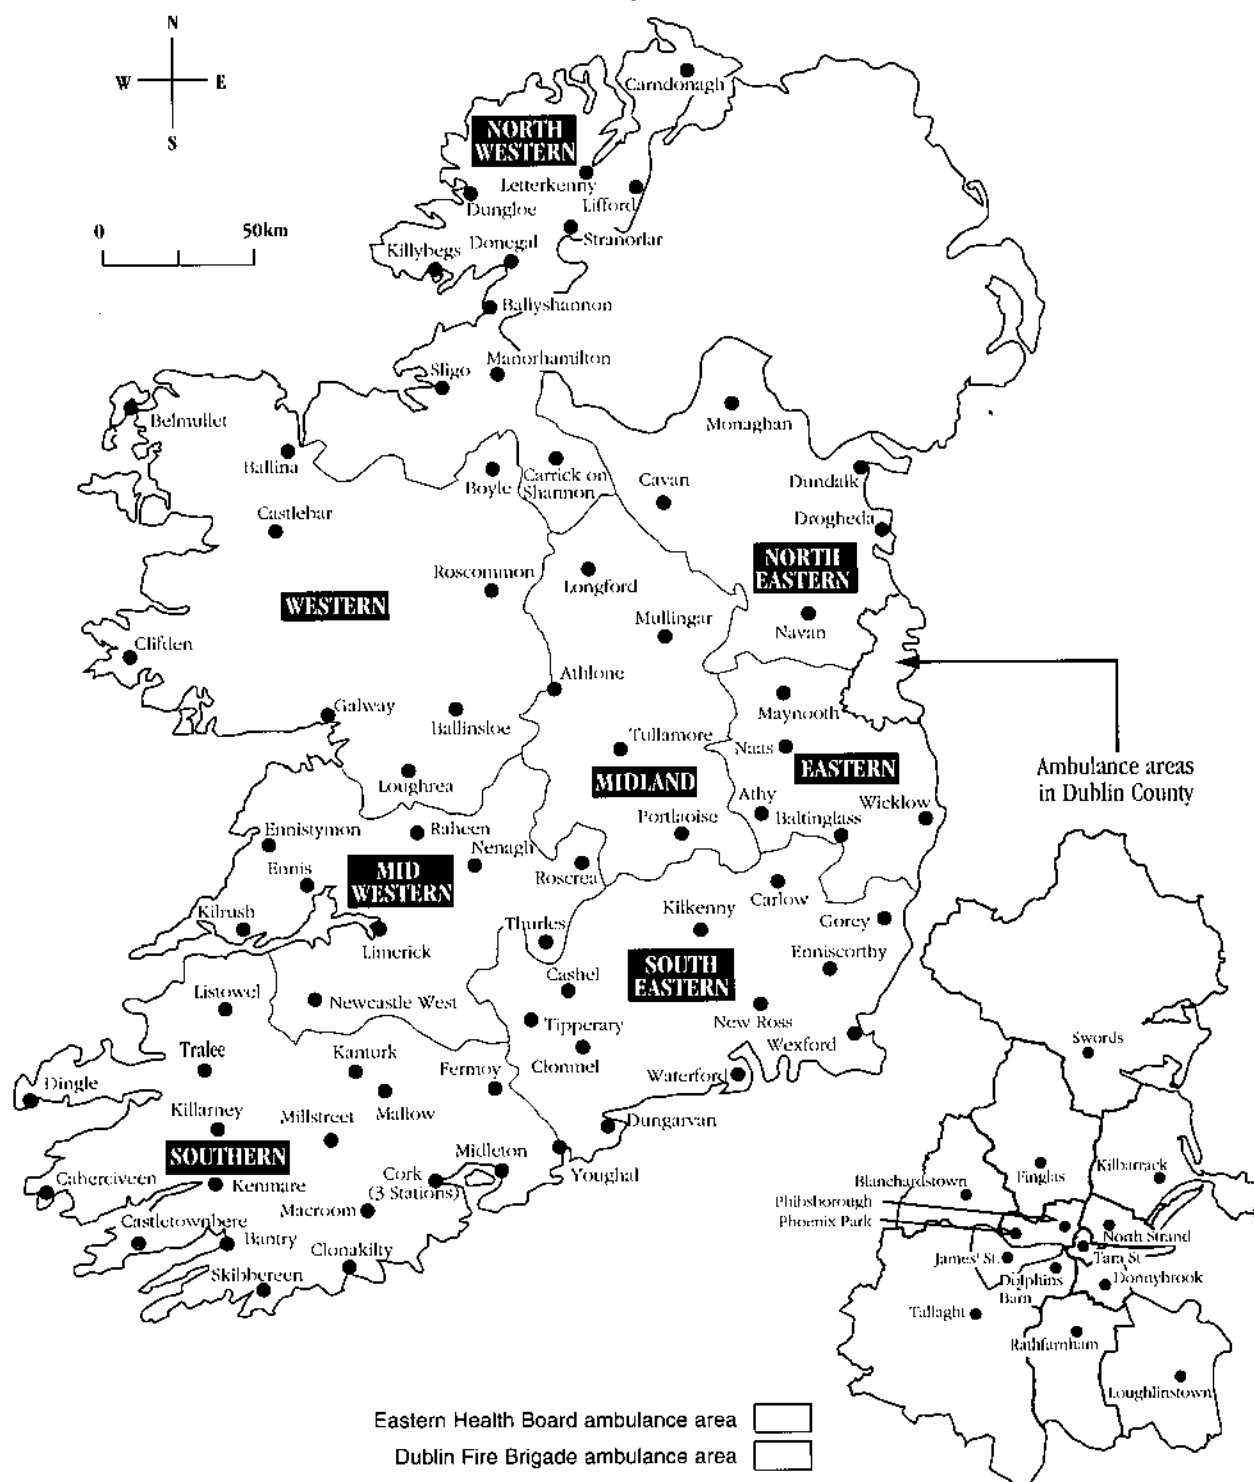 N
W E
S
0 50km
Carndonagh
NORTH
WESTERN
Letterkenny
Lifford
Dungloe
Stranorlar
Donegal
Killybegs
Ballyshannon
Manorhamilton
Sligo
Belmullet
Monaghan
Ballina
Boyle
Carrick on
Shannon
Cavan
Dundalk
Castlebar
Drogheda
NORTH
EASTERN
Roscommon
Longford
WESTERN
Mullingar
Navan
Clifden
Athlone
Maynooth
Galway
Ballinsloe
Tullamore
Naas
EASTERN
MIDLAND
Loughrea
Ambulance areas
in Dublin County
Athy
Wicklow
Baltinglass
Portlaoise
Ennistymon
Raheen
Nenagh
Ennis
MID
WESTERN
Roscrea
Carlow
Kilkenny
Gorey
Kilrush
Thurles
Limerick
Enniscorthy
SOUTH
EASTERN
Cashel
Listowel
Newcastle West
New Ross
Tipperary
Wexford
Swords
Tralee
Kanturk
Clonmel
Fermoy
Waterford
Dingle
Mallow
Killarney
Millstreet
Dungarvan
SOUTHERN
Midleton
Youghal
Caherciveen
Kenmare
Cork
(3 Stations)
Macroom
Finglas
Kilbarrack
Blanchardstown
Phibsborough
Phoenix Park
Castletownbere
Bantry
Clonakilty
North Strand
Tara St
James' St.
Skibbereen
Dolphins
Barn
Donnybrook
Tallaght
Rathfarnham
Loughlinstown
Eastern Health Board ambulance area
Dublin Fire Brigade ambulance area